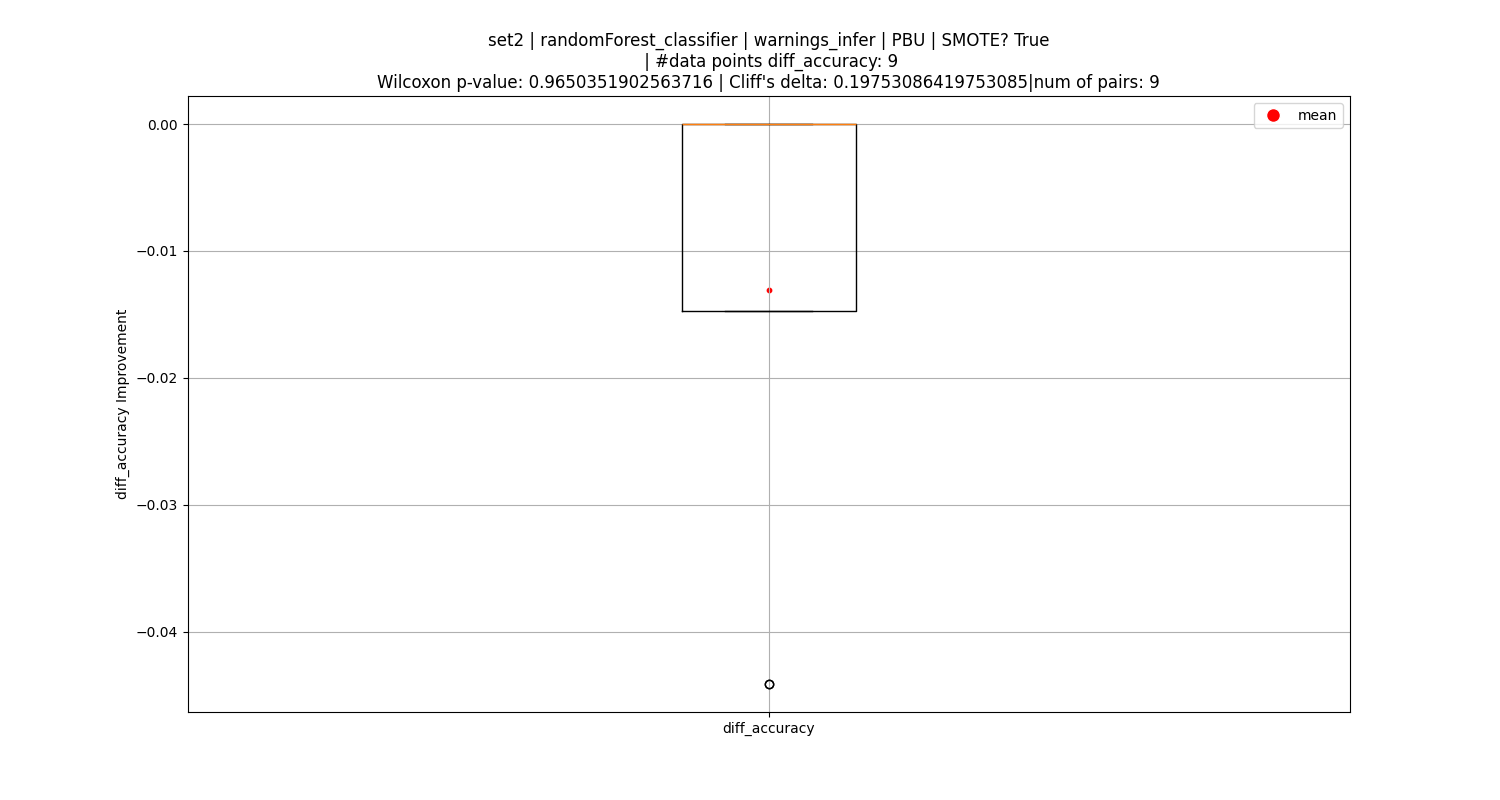 set2 | randomForest_classifier | warnings_infer | PBU | SMOTE? True
| #data points diff_accuracy: 9
Wilcoxon p-value: 0.9650351902563716 | Cliff's delta: 0.19753086419753085|num of pairs: 9
mean
0.00
−0.01
−0.02
−0.03
−0.04
diff_accuracy Improvement
diff_accuracy